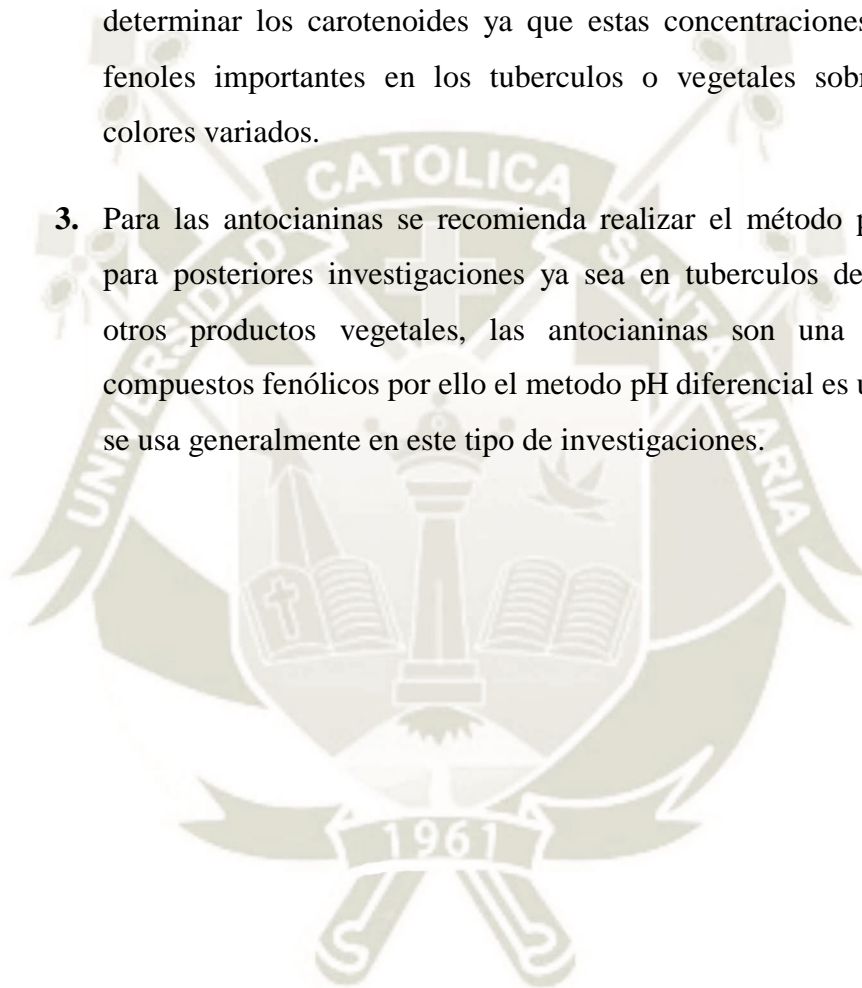 determinar los carotenoides ya que estas concentraciones
fenoles importantes en los tuberculos o vegetales
colores variados.
3. Para las antocianinas se recomienda realizar el método
para posteriores investigaciones ya sea en tuberculos
otros productos vegetales, las antocianinas son una
compuestos fenólicos por ello el metodo pH diferencial es
se usa generalmente en este tipo de investigaciones.
UNIVERSIDAD CATOLICA SANTA MARIA
1961